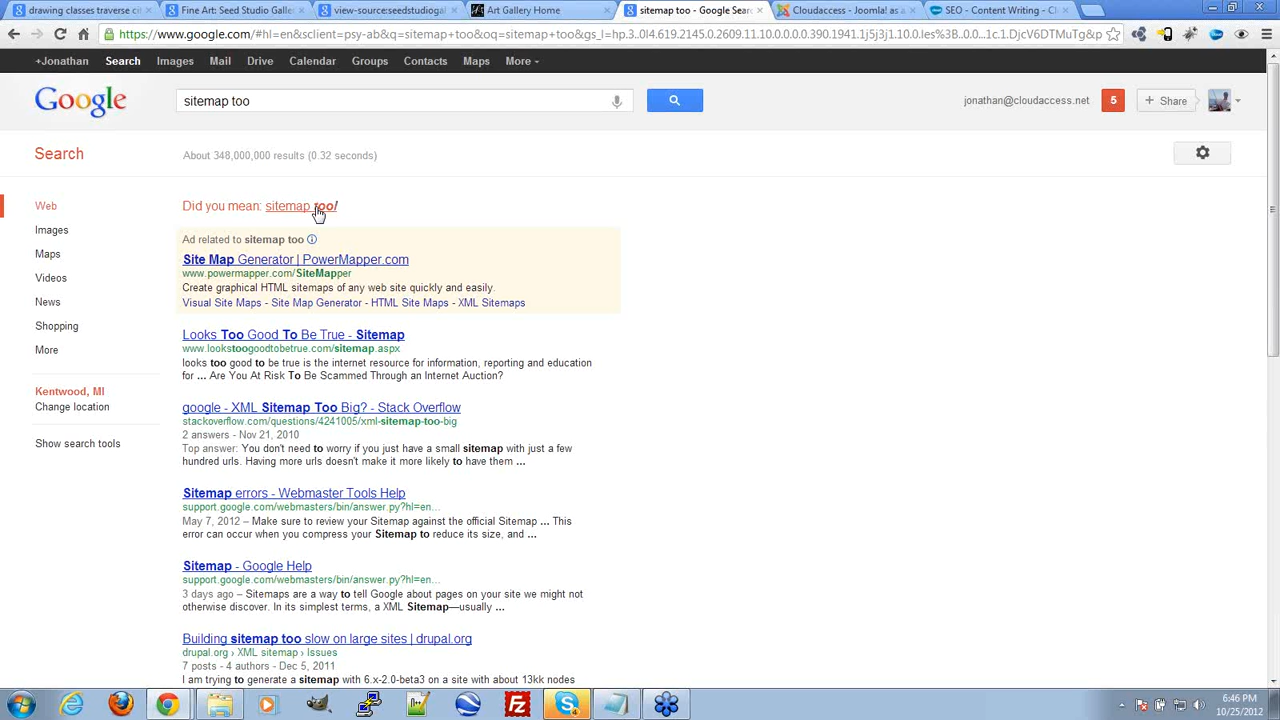 drawing classes traverse c
Fine Art: Seed Studio Galle
view-source:seedstudiogal
Art Gallery Home
sitemap too - Google Sear
Cloudaccess - Joomla! as a
SEO - Content Writing - Cl
https://www.google.com/#hl=en&sclient=psy-ab&q=sitemap+too&oq=sitemap+too&gs_l=hp.3.0l4.619.2145.0.2609.11.10.0.0.0.0.390.1941.1j5j3j1.10.0.les%3B..0.0...1c.1.DjcV6DTMuTg&p
+Jonathan Search Images Mail Drive Calendar Groups Contacts Maps More
Google
sitemap too
jonathan@cloudaccess.net 5 + Share
Search
About 348,000,000 results (0.32 seconds)
Web
Images
Maps
Videos
News
Shopping
More
Kentwood, MI
Change location
Show search tools
Did you mean: sitemap tool
Ad related to sitemap too
Site Map Generator | PowerMapper.com
www.powermapper.com/SiteMapper
Create graphical HTML sitemaps of any web site quickly and easily.
Visual Site Maps - Site Map Generator - HTML Site Maps - XML Sitemaps
Looks Too Good To Be True - Sitemap
www.lookstoogoodtobetrue.com/sitemap.aspx
looks too good to be true is the internet resource for information, reporting and education
for ... Are You At Risk To Be Scammed Through an Internet Auction?
google - XML Sitemap Too Big? - Stack Overflow
stackoverflow.com/questions/4241005/xml-sitemap-too-big
2 answers - Nov 21, 2010
Top answer: You don't need to worry if you just have a small sitemap with just a few
hundred urls. Having more urls doesn't make it more likely to have them ...
Sitemap errors - Webmaster Tools Help
support.google.com/webmasters/bin/answer.py?hl=en...
May 7, 2012 – Make sure to review your Sitemap against the official Sitemap ... This
error can occur when you compress your Sitemap to reduce its size, and ...
Sitemap - Google Help
support.google.com/webmasters/bin/answer.py?hl=en...
3 days ago – Sitemaps are a way to tell Google about pages on your site we might not
otherwise discover. In its simplest terms, a XML Sitemap—usually ...
Building sitemap too slow on large sites | drupal.org
drupal.org › XML sitemap › Issues
7 posts - 4 authors - Dec 5, 2011
I am trying to generate a sitemap with 6.x-2.0-beta3 on a site with about 13kk nodes
6:46 PM
10/25/2012